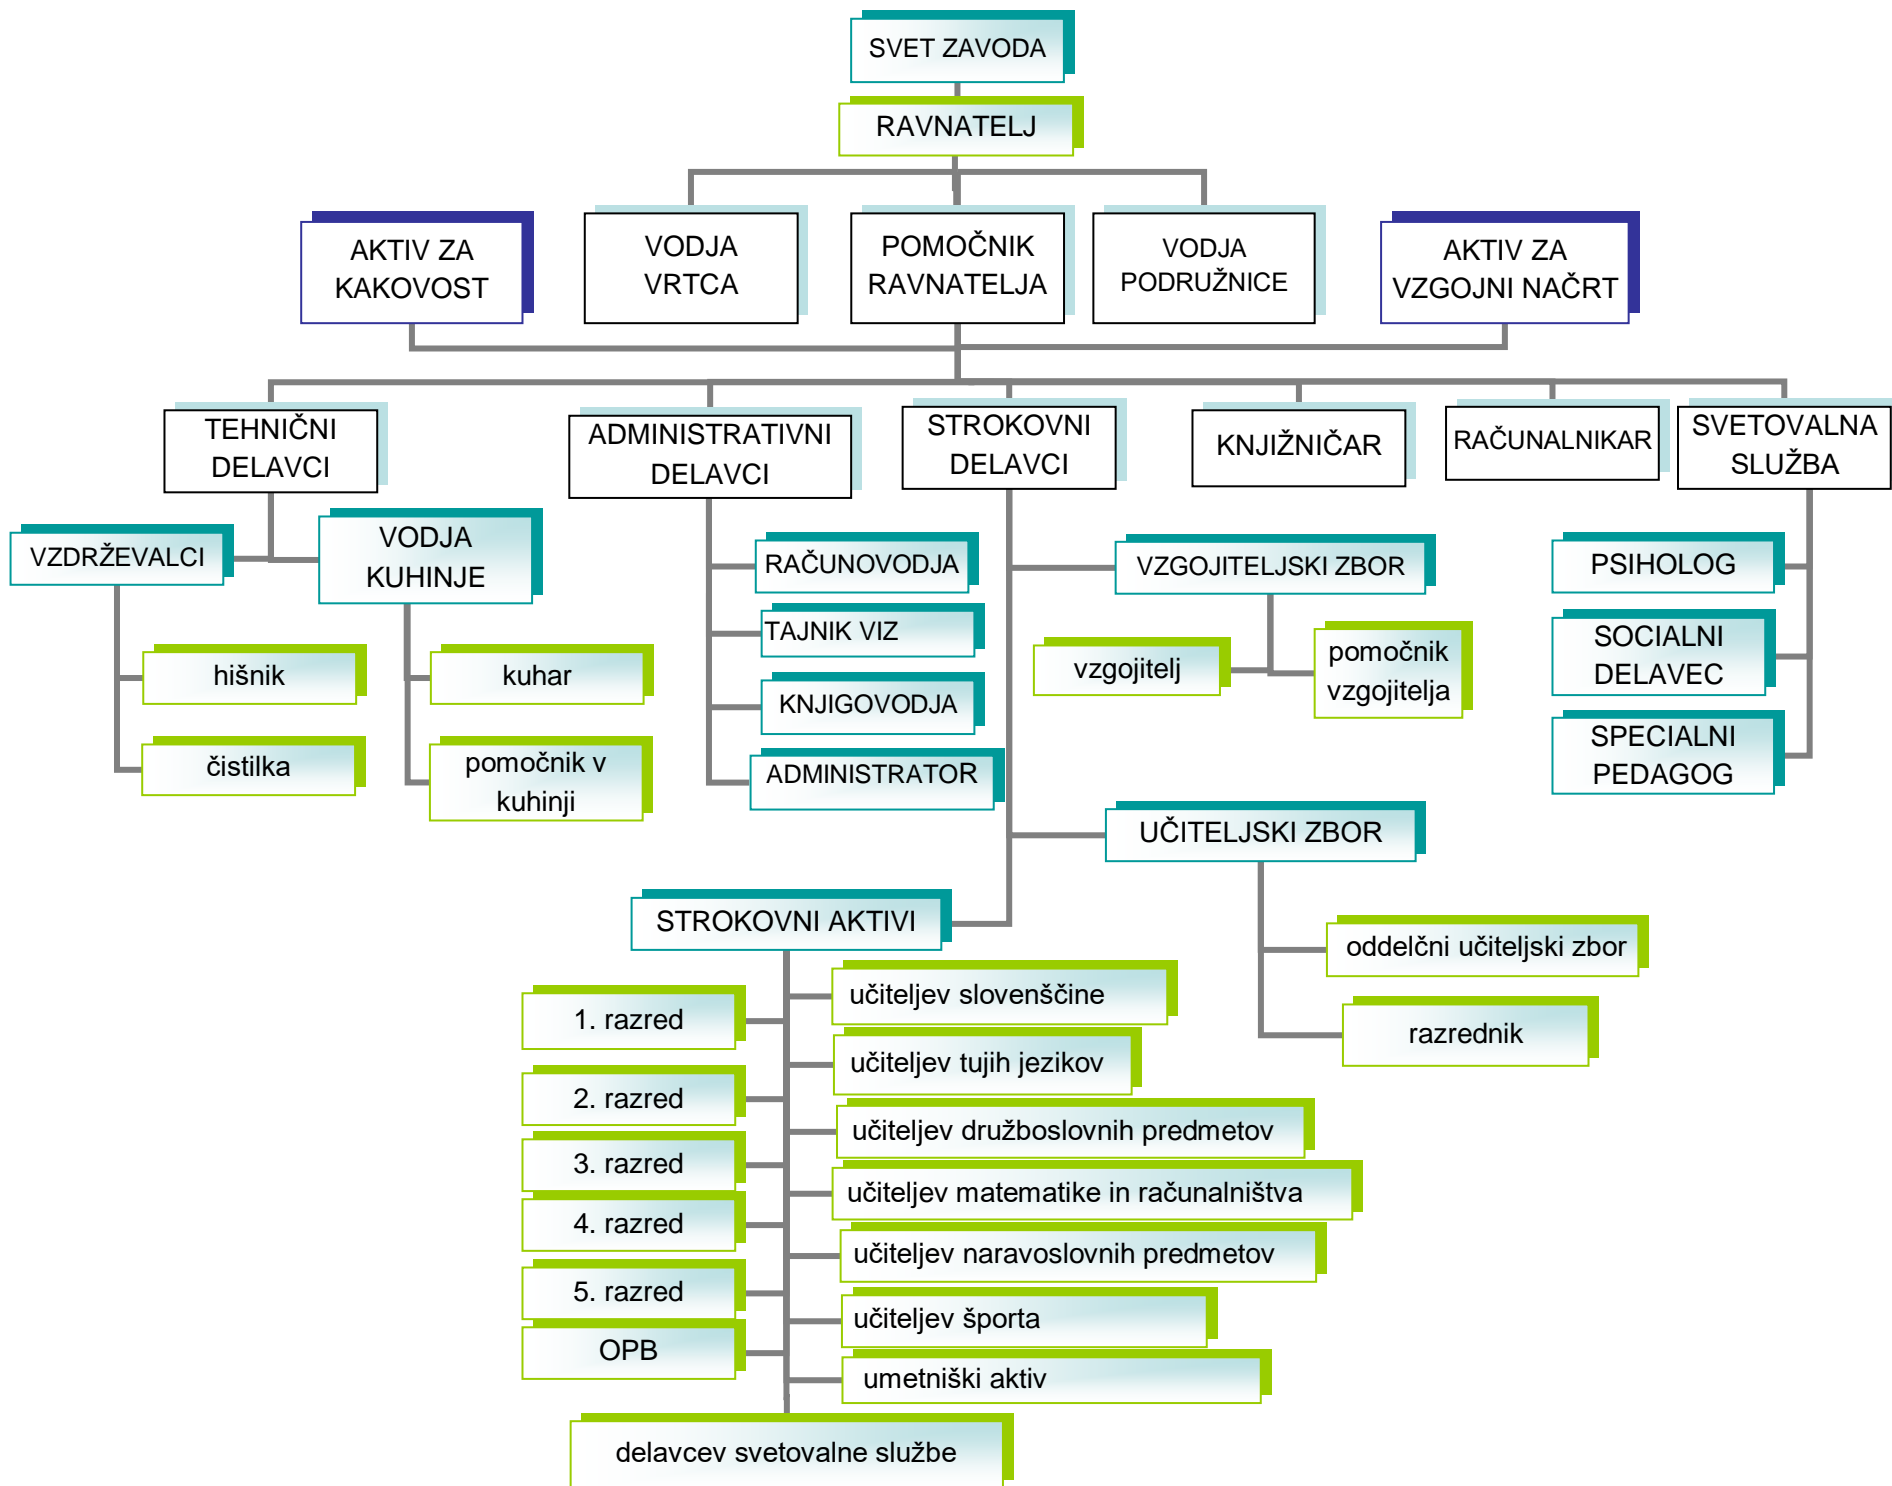 SVET ZAVODA
RAVNATELJ
AKTIV ZA
KAKOVOST
VODJA
VRTCA
POMOČNIK
RAVNATELJA
VODJA
PODRUŽNICE
AKTIV ZA
VZGOJNI NAČRT
TEHNIČNI
DELAVCI
ADMINISTRATIVNI
DELAVCI
STROKOVNI
DELAVCI
KNJIŽNIČAR
RAČUNALNIKAR
SVETOVALNA
SLUŽBA
VZDRŽEVALCI
VODJA
KUHINJE
RAČUNOVODJA
VZGOJITELJSKI ZBOR
PSIHOLOG
TAJNIK VIZ
SOCIALNI
DELAVEC
hišnik
kuhar
vzgojitelj
pomočnik
vzgojitelja
KNJIGOVODJA
SPECIALNI
PEDAGOG
čistilka
pomočnik v
kuhinji
ADMINISTRATOR
UČITELJSKI ZBOR
STROKOVNI AKTIVI
oddelčni učiteljski zbor
razrednik
1. razred
učiteljev slovenščine
učiteljev tujih jezikov
2. razred
učiteljev družboslovnih predmetov
3. razred
učiteljev matematike in računalništva
4. razred
učiteljev naravoslovnih predmetov
5. razred
učiteljev športa
OPB
umetniški aktiv
delavcev svetovalne službe